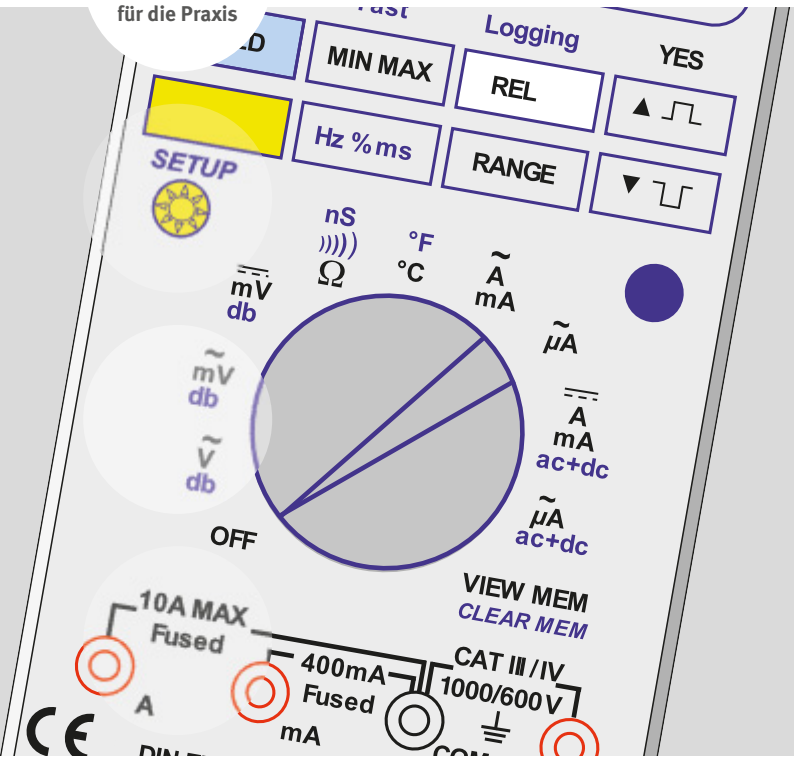 für die Praxis
Logging
YES
MIN MAX
REL
Hz % ms
RANGE
SETUP
nS
Ω
°F
°C
~
A
mA
~
µA
mV
db
~
mV
db
~
V
db
A
mA
ac+dc
~
µA
ac+dc
OFF
VIEW MEM
CLEAR MEM
10A MAX
Fused
400mA
Fused
CAT III / IV
1000/600V
A
mA
CE